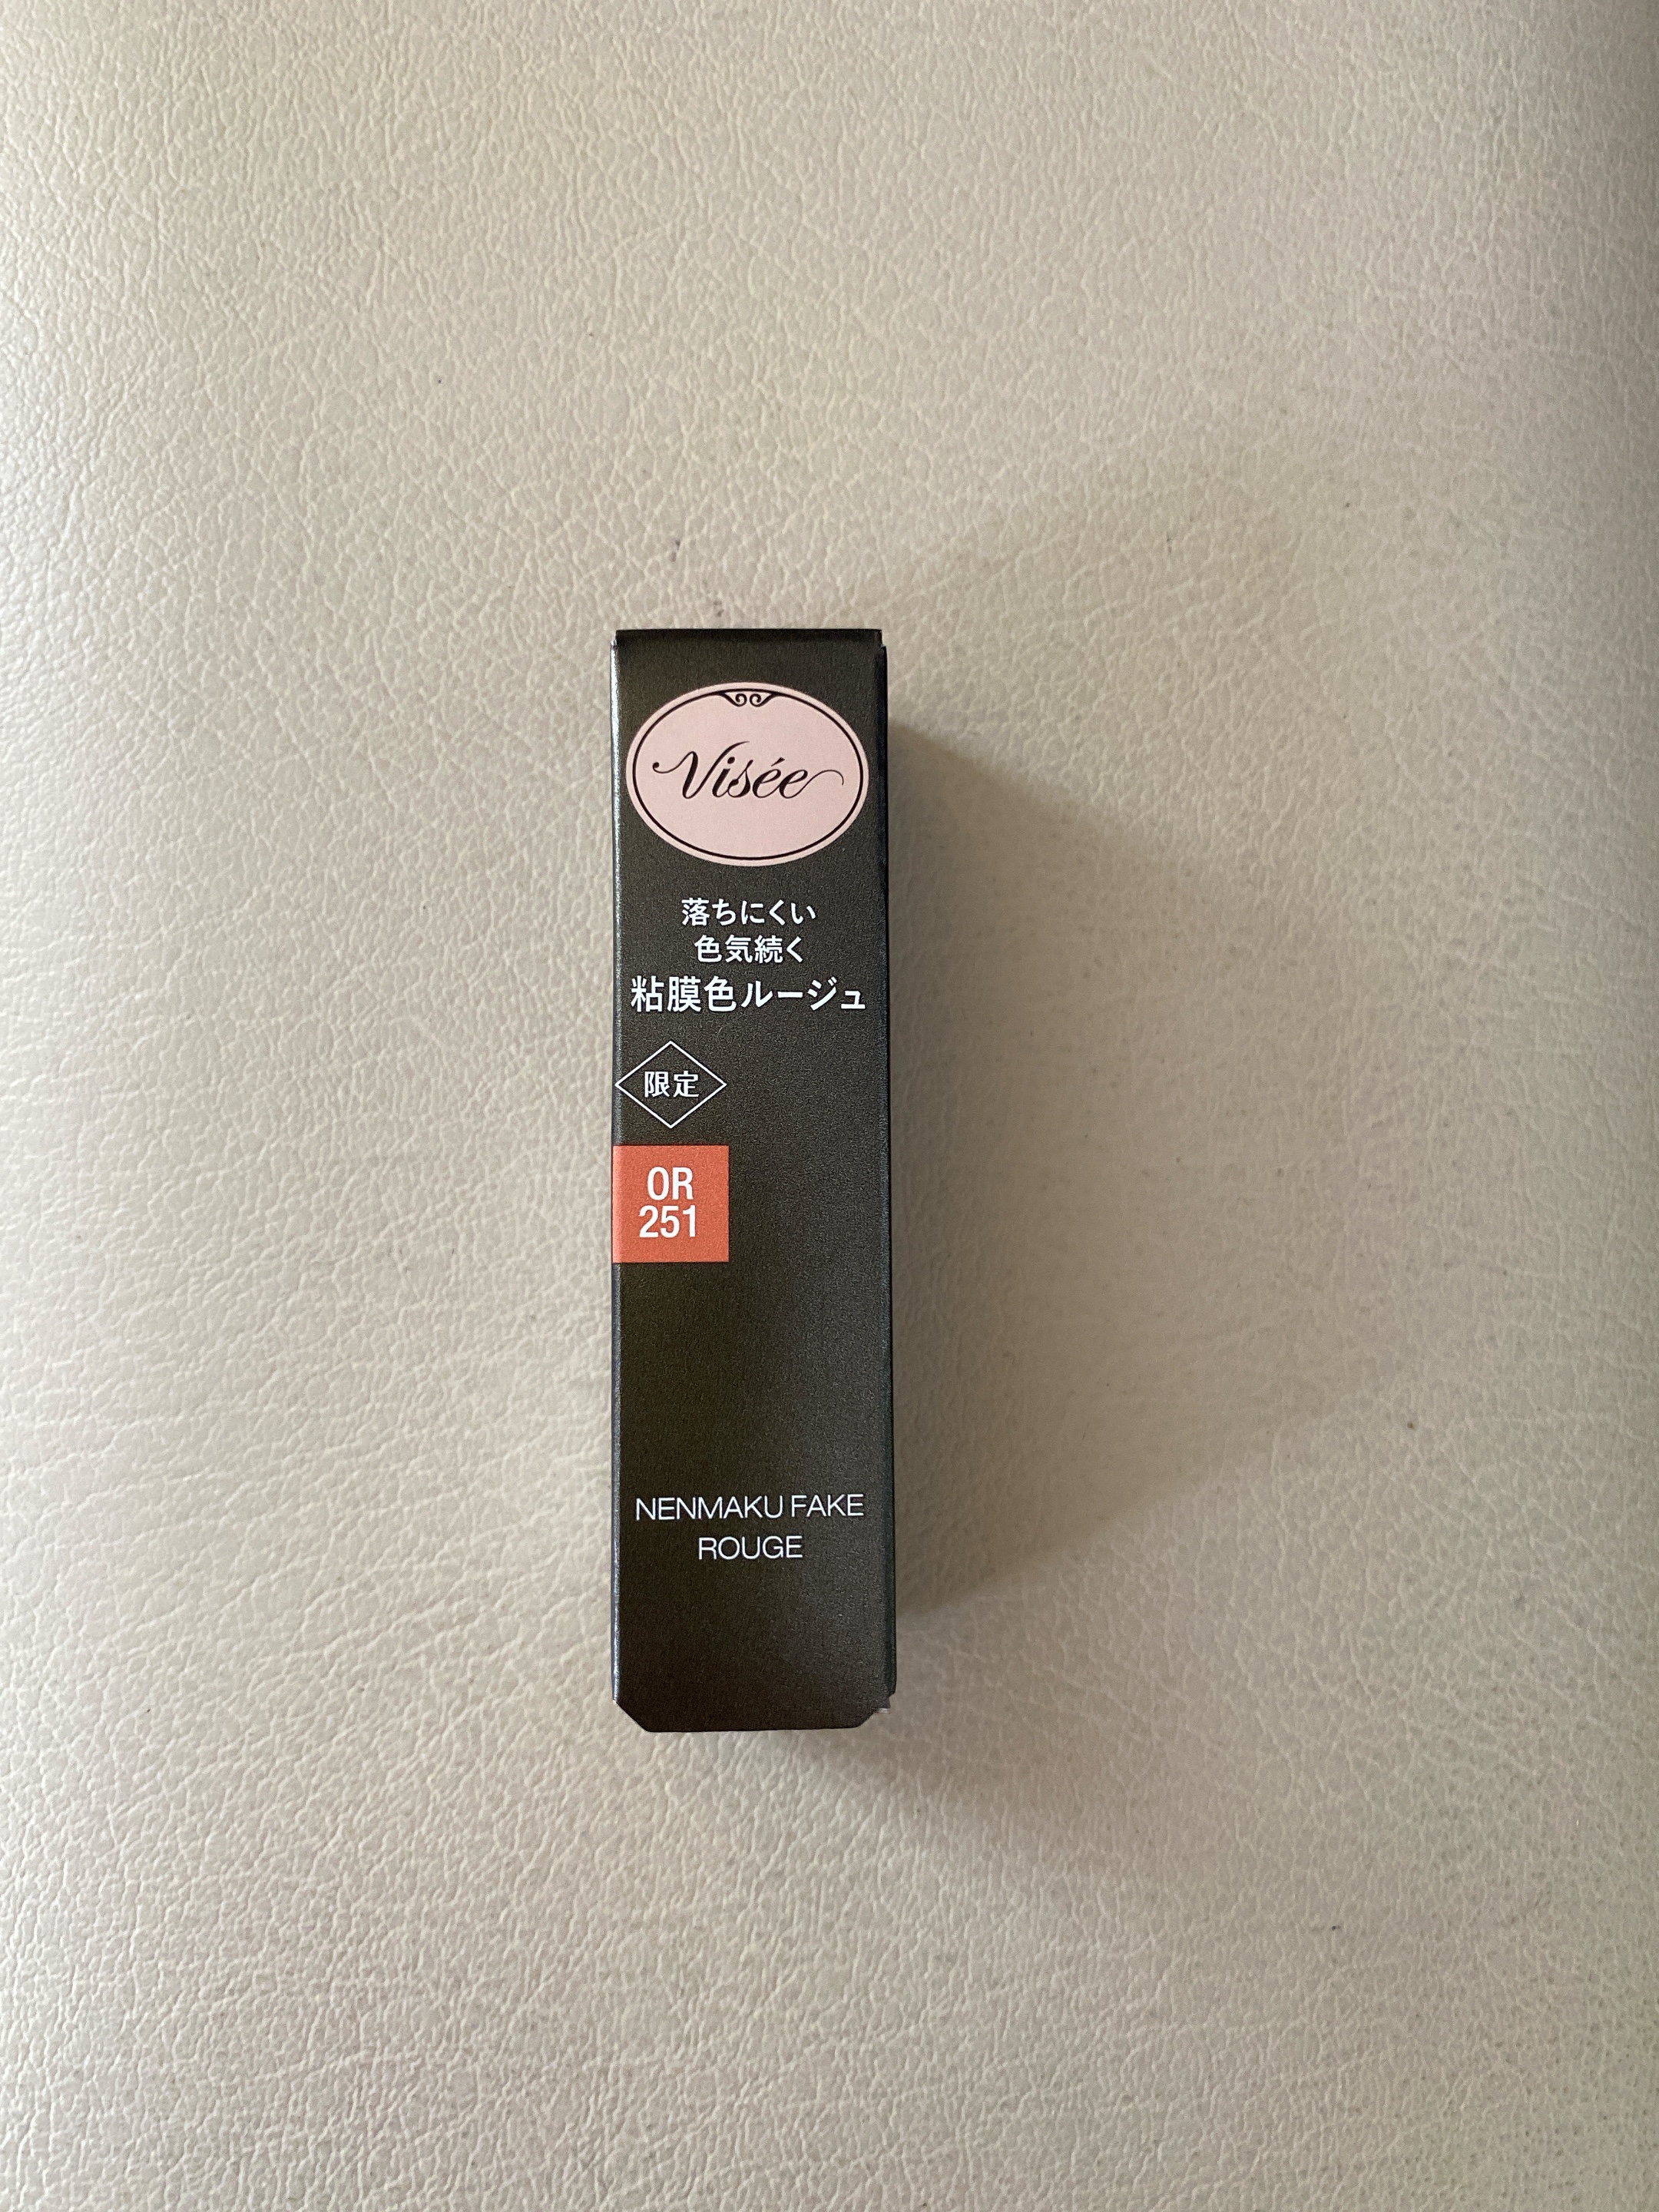 Visée
落ちにくい
色気続く
粘膜色ルージュ
限定
OR
251
NENMAKU FAKE
ROUGE